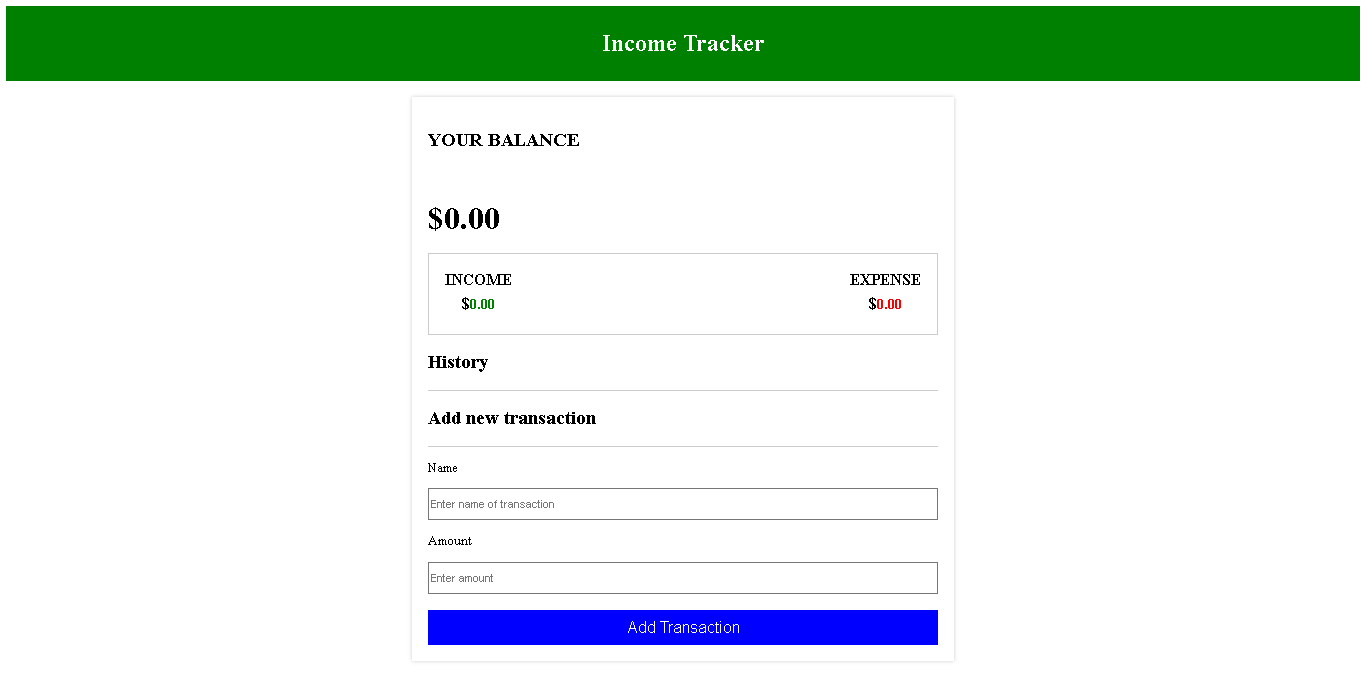 Income Tracker
YOUR BALANCE
$0.00
INCOME EXPENSE
$0.00 $0.00
History
Add new transaction
Name
Enter name of transaction
Amount
Enter amount
Add Transaction